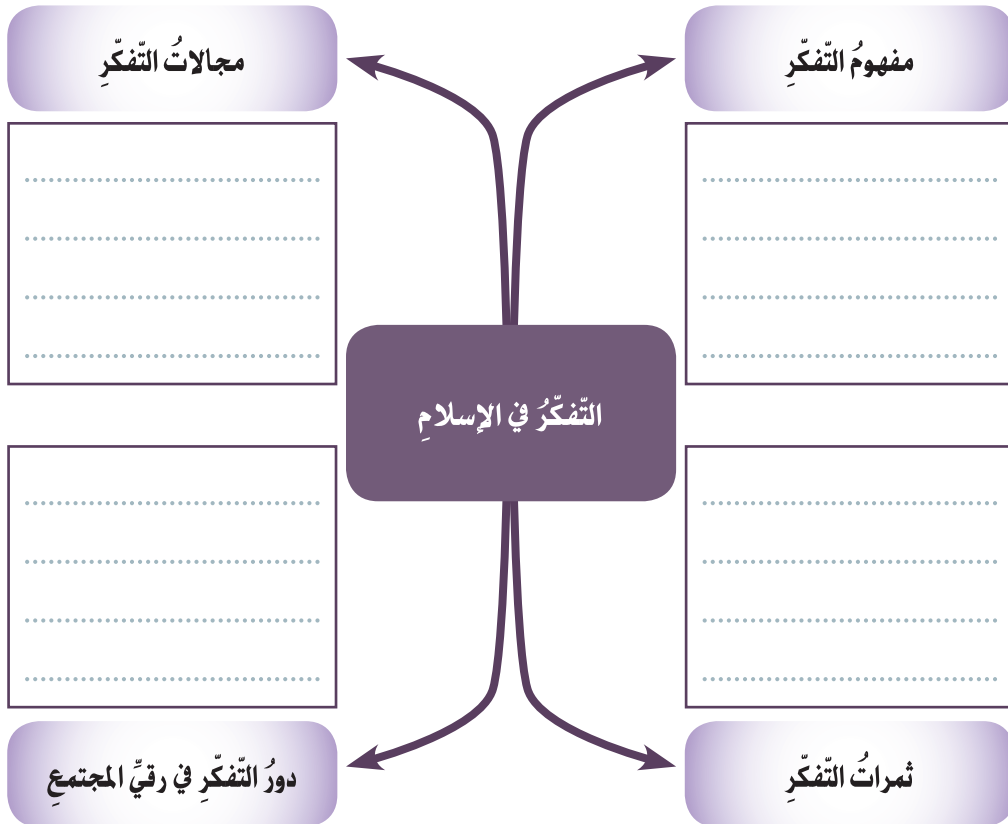 مفهومُ التّفكّرِ
مجالاتُ التّفكّرِ
التّفكّرُ في الإسلامِ
ثمراتُ التّفكّرِ
دورُ التّفكّرِ في رقيِّ المجتمعِ